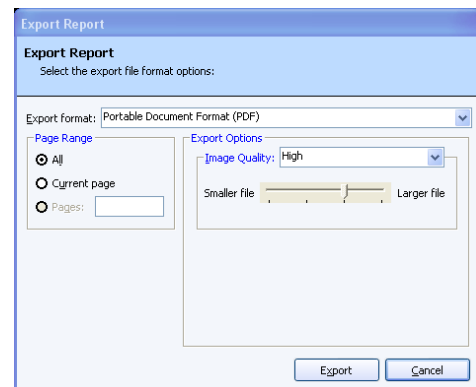 Export Report
Export Report
Select the export file format options:
Export format: Portable Document Format (PDF)
Page Range
All
Current page
Pages:
Export Options
Image Quality: High
Smaller file Larger file
Export Cancel